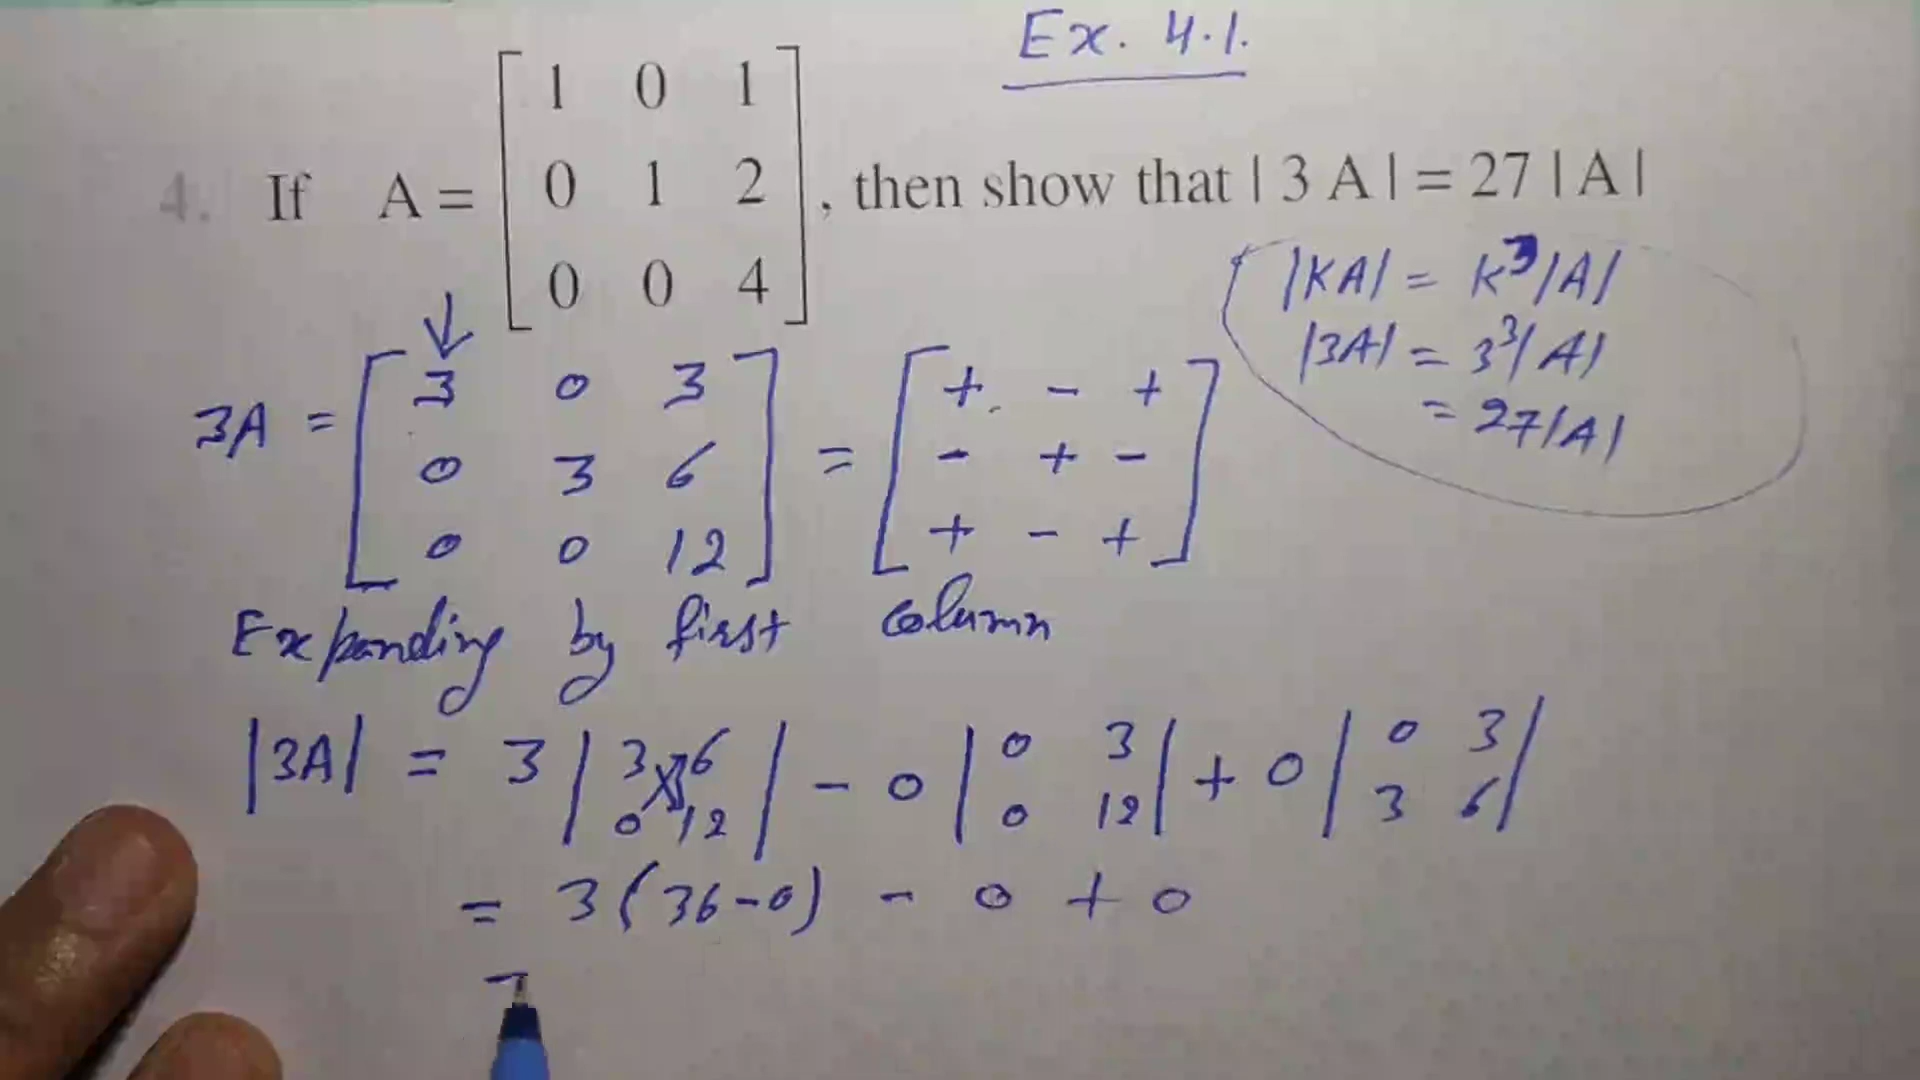 Ex. 4.1.
4. If A = [ 1 0 1
0 1 2
0 0 4 ], then show that | 3 A | = 27 | A |
|KA| = K³|A|
|3A| = 3³|A|
= 27|A|
3A = [ 3 0 3
0 3 6
0 0 12 ] = [ + - +
- + -
+ - + ]
Expanding by first column
|3A| = 3 | 3 6 | - 0 | 0 3 | + 0 | 0 3 |
| 0 12 | | 0 12 | | 3 6 |
= 3 (36-0) - 0 + 0